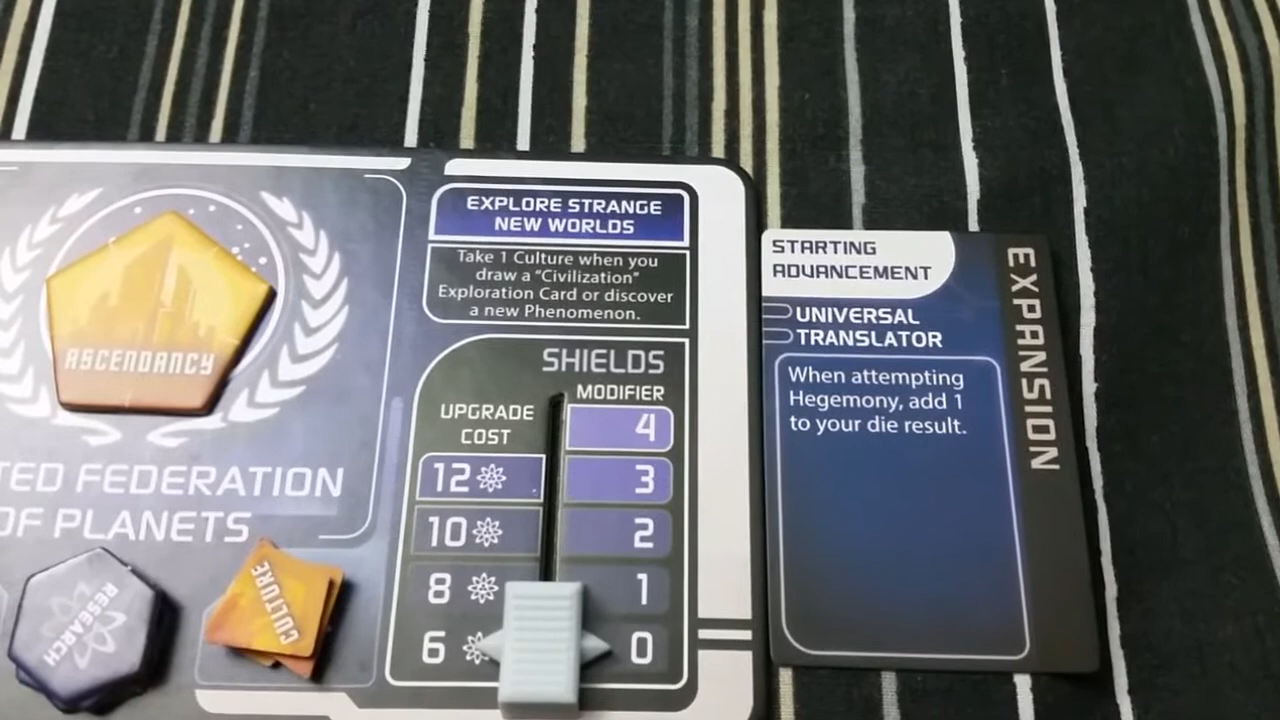 ASCENDANCY
TED FEDERATION
OF PLANETS
RESEARCH
CULTURE
EXPLORE STRANGE
NEW WORLDS
Take 1 Culture when you
draw a "Civilization"
Exploration Card or discover
a new Phenomenon.
SHIELDS
UPGRADE
COST
MODIFIER
4
12 3
10 2
8 1
6 0
STARTING
ADVANCEMENT
UNIVERSAL
TRANSLATOR
When attempting
Hegemony, add 1
to your die result.
EXPANSION